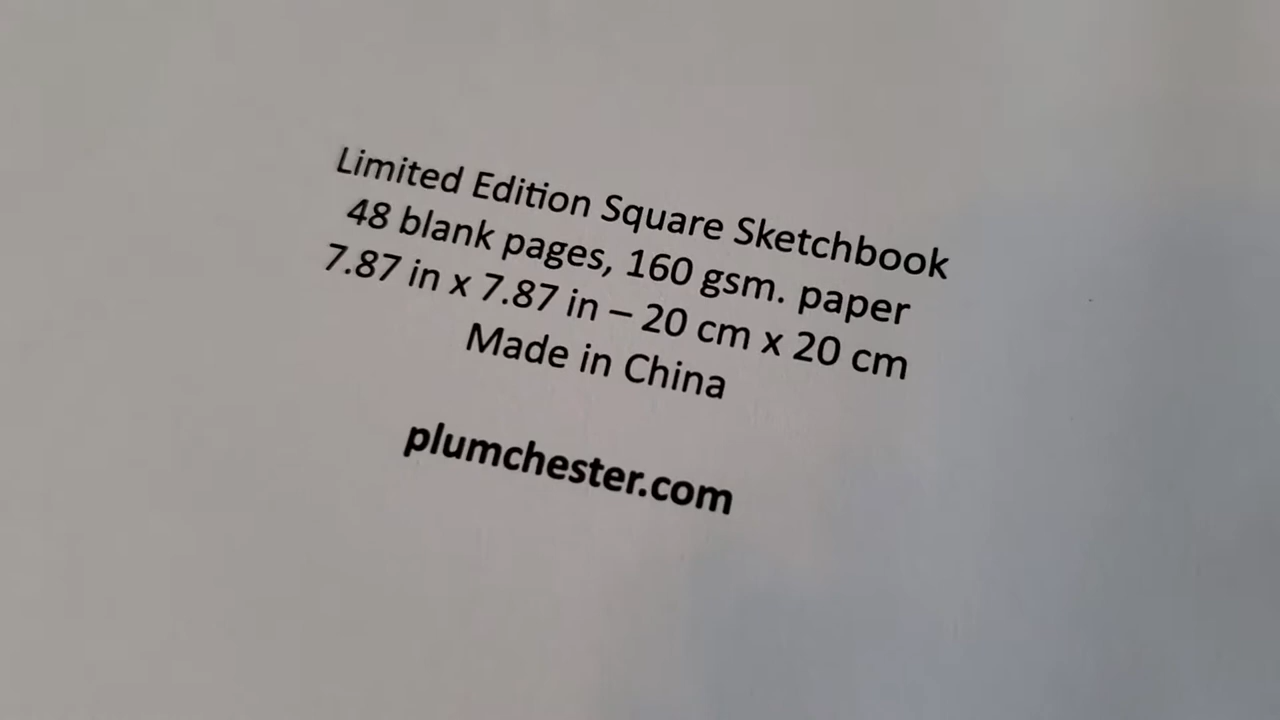 Limited Edition Square Sketchbook
48 blank pages, 160 gsm. paper
7.87 in x 7.87 in – 20 cm x 20 cm
Made in China
plumchester.com